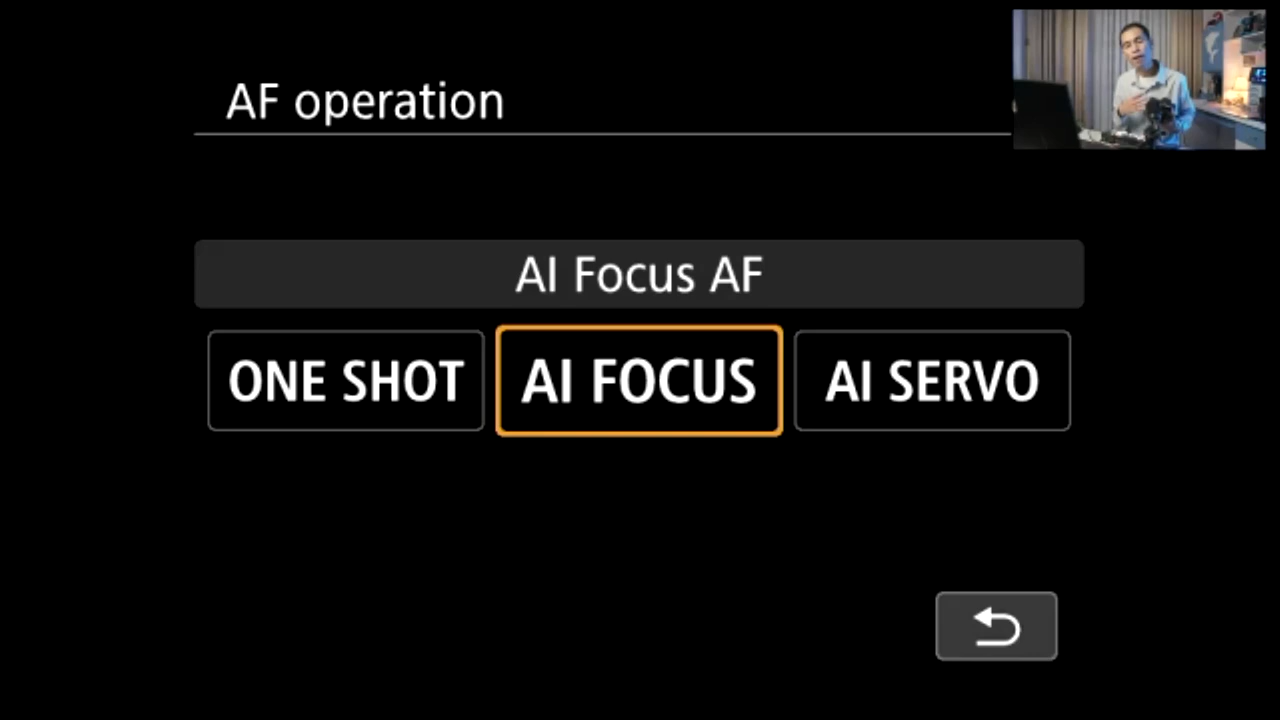 AF operation
AI Focus AF
ONE SHOT
AI FOCUS
AI SERVO